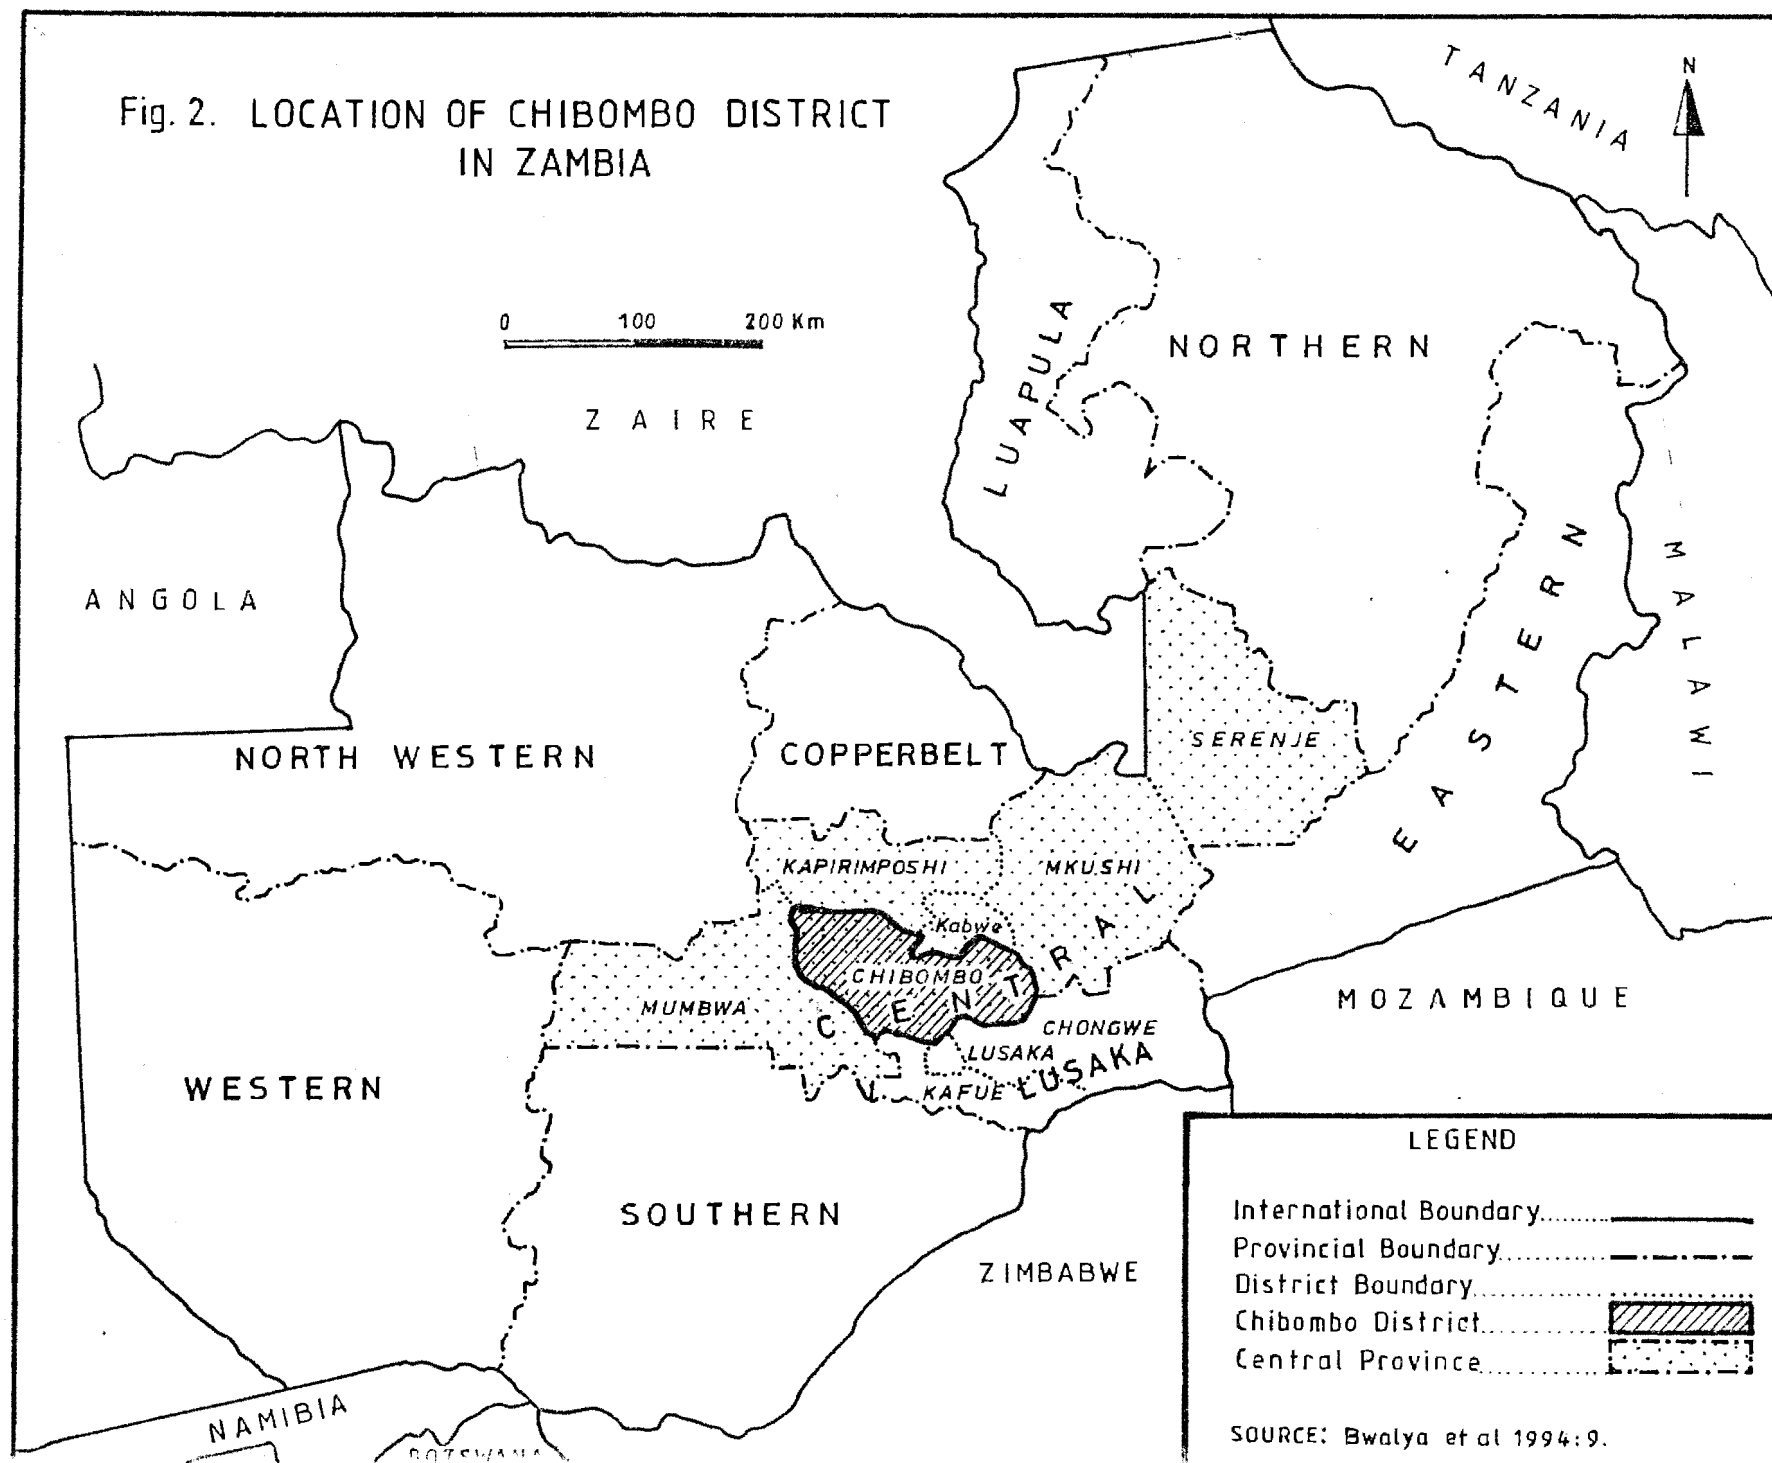 Fig. 2. LOCATION OF CHIBOMBO DISTRICT
IN ZAMBIA
TANZANIA
N
0 100 200 Km
ZAIRE
LUAPULA
NORTHERN
ANGOLA
EASTERN
MALAWI
NORTH WESTERN
COPPERBELT
SERENJE
KAPIRIMPOSHI
MKUSHI
Kabwe
CHIBOMBO
CENTRAL
MUMBWA
MOZAMBIQUE
CHONGWE
LUSAKA
LUSAKA
KAFUE
WESTERN
SOUTHERN
ZIMBABWE
NAMIBIA
BOTSWANA
LEGEND
International Boundary
Provincial Boundary
District Boundary
Chibombo District
Central Province
SOURCE: Bwalya et al 1994:9.